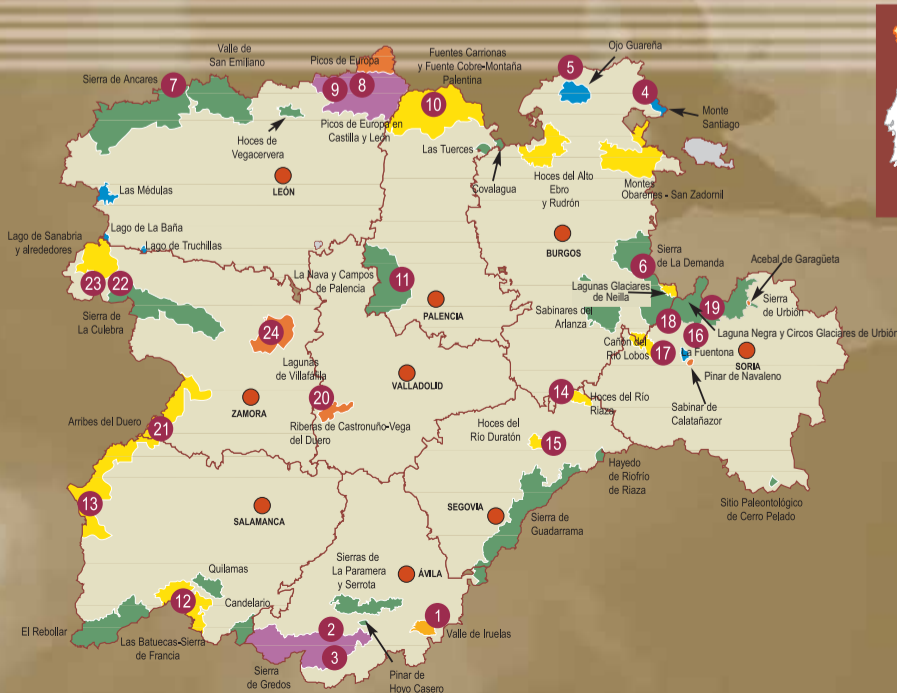 Ojo Guareña
Fuentes Carrionas
y Fuente Cobre-Montaña
Palentina
Valle de
San Emiliano
Picos de Europa
Sierra de Ancares
5
7
9
8
10
4
Monte
Santiago
Hoces de
Vegacervera
Picos de Europa en
Castilla y León
Las Tuerces
Covalagua
Hoces del Alto
Ebro
y Rudrón
Montes
Obarenes - San Zadornil
LEÓN
Las Médulas
Lago de La Baña
Lago de Truchillas
Lago de Sanabria
y alrededores
BURGOS
Sierra
de La Demanda
6
Acebal de Garagüeta
23
22
La Nava y Campos
de Palencia
11
PALENCIA
Lagunas Glaciares
de Neilla
Sierra
de Urbión
Sierra de
La Culebra
Sabinares del
Arlanza
18
19
16
Laguna Negra y Circos Glaciares de Urbión
24
Lagunas
de Villafáfila
Cañón del
Río Lobos
17
La Fuentona
SORIA
Pinar de Navaleno
VALLADOLID
ZAMORA
20
14
Hoces del Río
Riaza
Sabinar de
Calatañazor
Arribes del Duero
21
Riberas de Castronuño-Vega
del Duero
Hoces del
Río Duratón
15
Hayedo
de Riofrío
de Riaza
13
SALAMANCA
SEGOVIA
Sierra de
Guadarrama
Sitio Paleontológico
de Cerro Pelado
Sierras de
La Paramera
y Serrota
ÁVILA
Quilamas
12
Candelario
1
Valle de Iruelas
El Rebollar
Las Batuecas-Sierra
de Francia
2
3
Sierra
de Gredos
Pinar de
Hoyo Casero